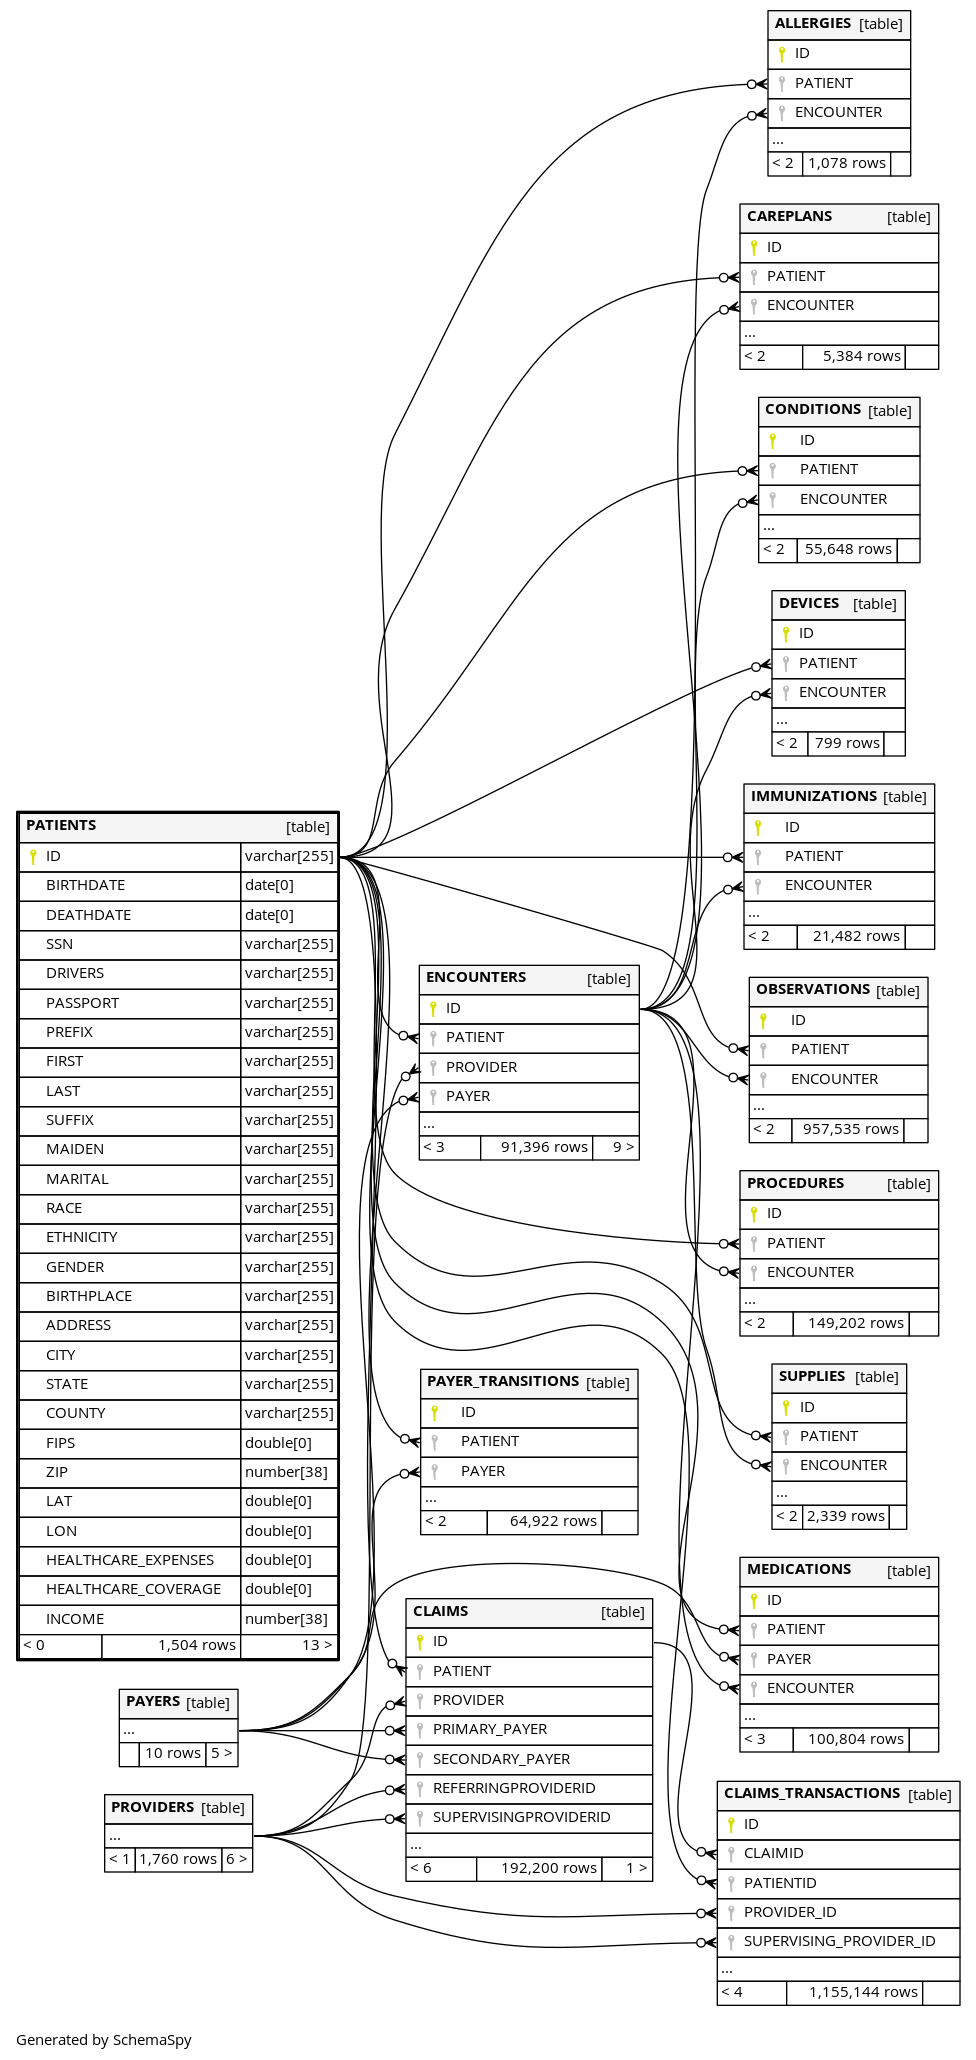 ALLERGIES [table]
ID
PATIENT
ENCOUNTER
...
< 2 1,078 rows
CAREPLANS [table]
ID
PATIENT
ENCOUNTER
...
< 2 5,384 rows
CONDITIONS [table]
ID
PATIENT
ENCOUNTER
...
< 2 55,648 rows
DEVICES [table]
ID
PATIENT
ENCOUNTER
...
< 2 799 rows
IMMUNIZATIONS [table]
ID
PATIENT
ENCOUNTER
...
< 2 21,482 rows
PATIENTS [table]
ID varchar[255]
BIRTHDATE date[0]
DEATHDATE date[0]
SSN varchar[255]
DRIVERS varchar[255]
PASSPORT varchar[255]
PREFIX varchar[255]
FIRST varchar[255]
LAST varchar[255]
SUFFIX varchar[255]
MAIDEN varchar[255]
MARITAL varchar[255]
RACE varchar[255]
ETHNICITY varchar[255]
GENDER varchar[255]
BIRTHPLACE varchar[255]
ADDRESS varchar[255]
CITY varchar[255]
STATE varchar[255]
COUNTY varchar[255]
FIPS double[0]
ZIP number[38]
LAT double[0]
LON double[0]
HEALTHCARE_EXPENSES double[0]
HEALTHCARE_COVERAGE double[0]
INCOME number[38]
< 0 1,504 rows 13 >
ENCOUNTERS [table]
ID
PATIENT
PROVIDER
PAYER
...
< 3 91,396 rows 9 >
OBSERVATIONS [table]
ID
PATIENT
ENCOUNTER
...
< 2 957,535 rows
PROCEDURES [table]
ID
PATIENT
ENCOUNTER
...
< 2 149,202 rows
PAYER_TRANSITIONS [table]
ID
PATIENT
PAYER
...
< 2 64,922 rows
SUPPLIES [table]
ID
PATIENT
ENCOUNTER
...
< 2 2,339 rows
MEDICATIONS [table]
ID
PATIENT
PAYER
ENCOUNTER
...
< 3 100,804 rows
CLAIMS [table]
ID
PATIENT
PROVIDER
PRIMARY_PAYER
SECONDARY_PAYER
REFERRINGPROVIDERID
SUPERVISINGPROVIDERID
...
< 6 192,200 rows 1 >
PAYERS [table]
...
10 rows 5 >
PROVIDERS [table]
...
< 1 1,760 rows 6 >
CLAIMS_TRANSACTIONS [table]
ID
CLAIMID
PATIENTID
PROVIDER_ID
SUPERVISING_PROVIDER_ID
...
< 4 1,155,144 rows
Generated by SchemaSpy